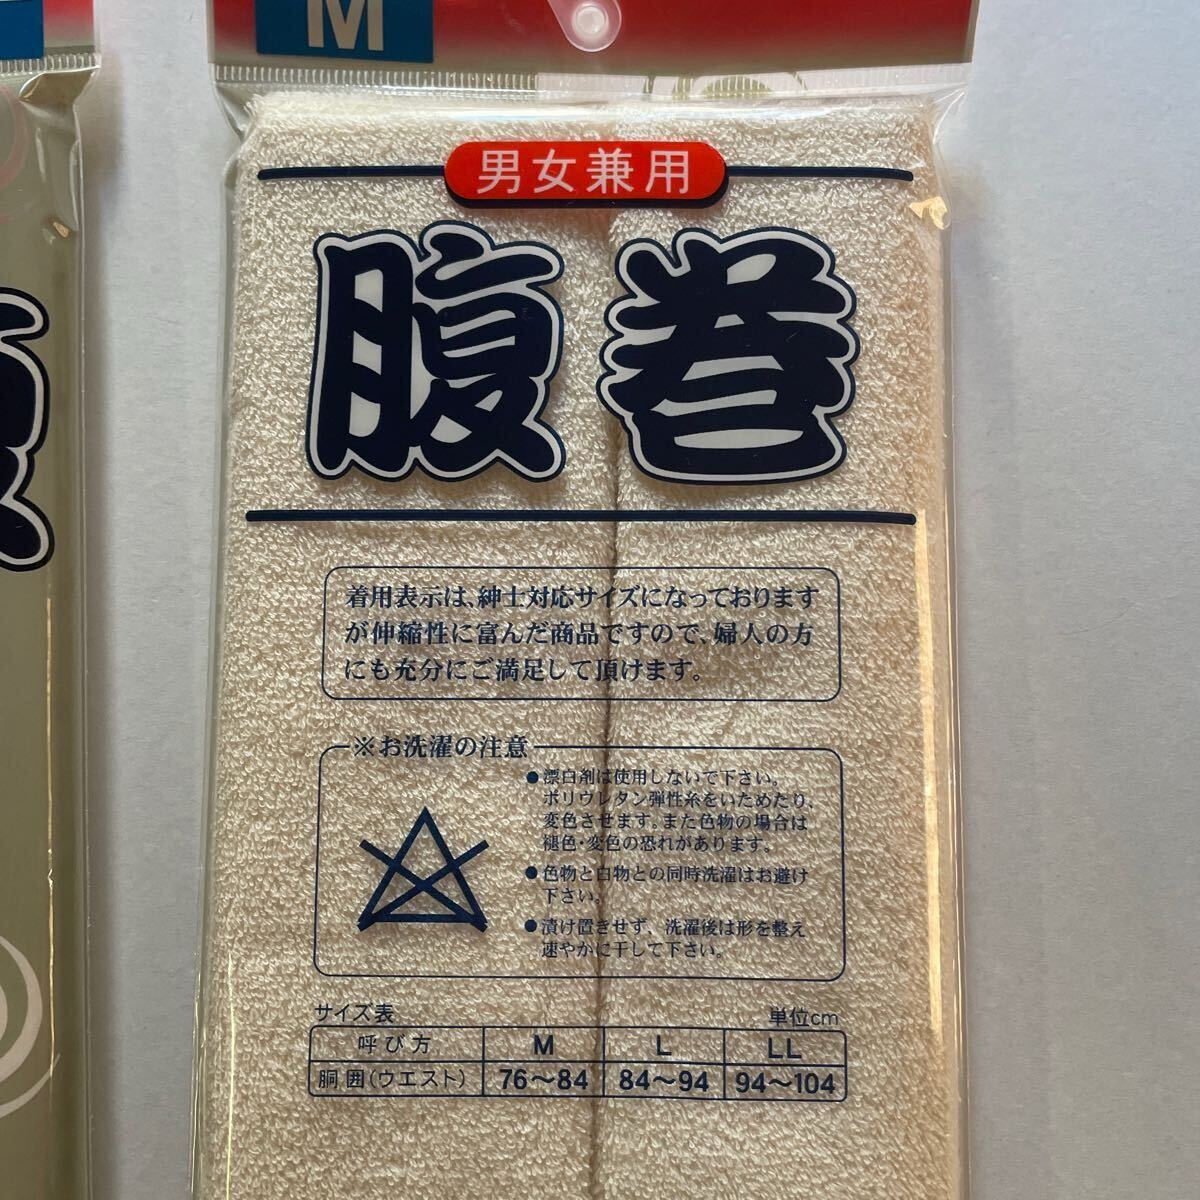 M
男女兼用
腹巻
着用表示は、紳士対応サイズになっております
が伸縮性に富んだ商品ですので、婦人の方
にも充分にご満足して頂けます。
※お洗濯の注意
●漂白剤は使用しないで下さい。
ポリウレタン弾性糸をいためたり、
変色させます。また色物の場合は
褪色・変色の恐れがあります。
●色物と白物との同時洗濯はお避け
下さい。
●漬け置きせず、洗濯後は形を整え
速やかに干して下さい。
サイズ表 単位cm
呼び方 M L LL
胴囲(ウエスト) 76〜84 84〜94 94〜104